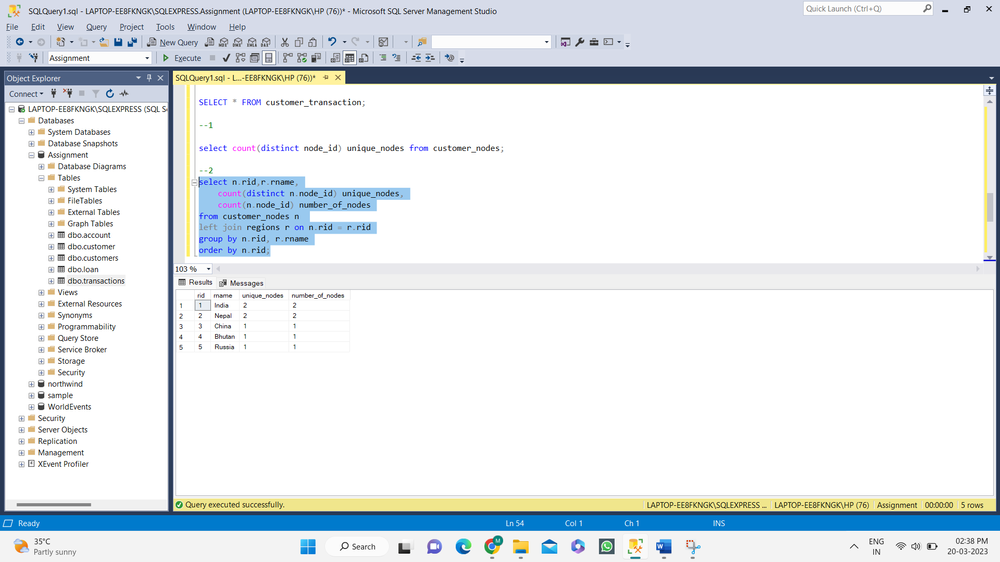 SQLQuery1.sql - LAPTOP-EE8FKNGK\SQLEXPRESS.Assignment (LAPTOP-EE8FKNGK\HP (76))* - Microsoft SQL Server Management Studio
Quick Launch (Ctrl+Q)
File Edit View Query Project Tools Window Help
New Query MDX DMX XMLA DAX
Assignment Execute
Object Explorer
Connect
LAPTOP-EE8FKNGK\SQLEXPRESS (SQL S
Databases
System Databases
Database Snapshots
Assignment
Database Diagrams
Tables
System Tables
FileTables
External Tables
Graph Tables
dbo.account
dbo.customer
dbo.customers
dbo.loan
dbo.transactions
Views
External Resources
Synonyms
Programmability
Query Store
Service Broker
Storage
Security
northwind
sample
WorldEvents
Security
Server Objects
Replication
Management
XEvent Profiler
SQLQuery1.sql - L...-EE8FKNGK\HP (76))*
SELECT * FROM customer_transaction;
--1
select count(distinct node_id) unique_nodes from customer_nodes;
--2
select n.rid,r.rname,
count(distinct n.node_id) unique_nodes,
count(n.node_id) number_of_nodes
from customer_nodes n
left join regions r on n.rid = r.rid
group by n.rid, r.rname
order by n.rid;
103 %
Results Messages
rid rname unique_nodes number_of_nodes
1 1 India 2 2
2 2 Nepal 2 2
3 3 China 1 1
4 4 Bhutan 1 1
5 5 Russia 1 1
Query executed successfully. LAPTOP-EE8FKNGK\SQLEXPRESS ... LAPTOP-EE8FKNGK\HP (76) Assignment 00:00:00 5 rows
Ready Ln 54 Col 1 Ch 1 INS
35°C
Partly sunny
Search
M
ENG
IN
02:38 PM
20-03-2023